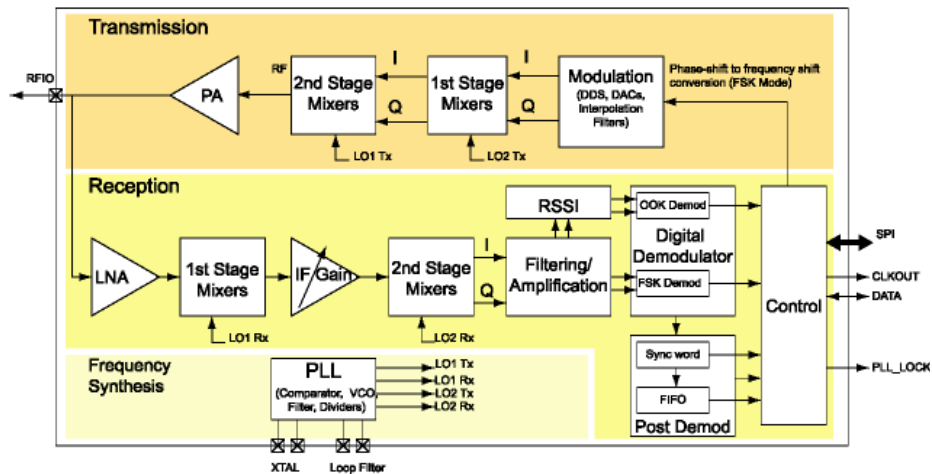 Transmission
RFIO
PA
RF
2nd Stage
Mixers
LO1 Tx
I
Q
1st Stage
Mixers
LO2 Tx
I
Q
Modulation
(DDS, DACs,
Interpolation
Filters)
Phase-shift to frequency shift
conversion (FSK Mode)
Reception
LNA
1st Stage
Mixers
LO1 Rx
IF/Gain
2nd Stage
Mixers
LO2 Rx
I
Q
RSSI
Filtering/
Amplification
OOK Demod
Digital
Demodulator
FSK Demod
Sync word
FIFO
Post Demod
Control
SPI
CLKOUT
DATA
PLL_LOCK
Frequency
Synthesis
PLL
(Comparator, VCO,
Filter, Dividers)
LO1 Tx
LO1 Rx
LO2 Tx
LO2 Rx
XTAL
Loop Filter